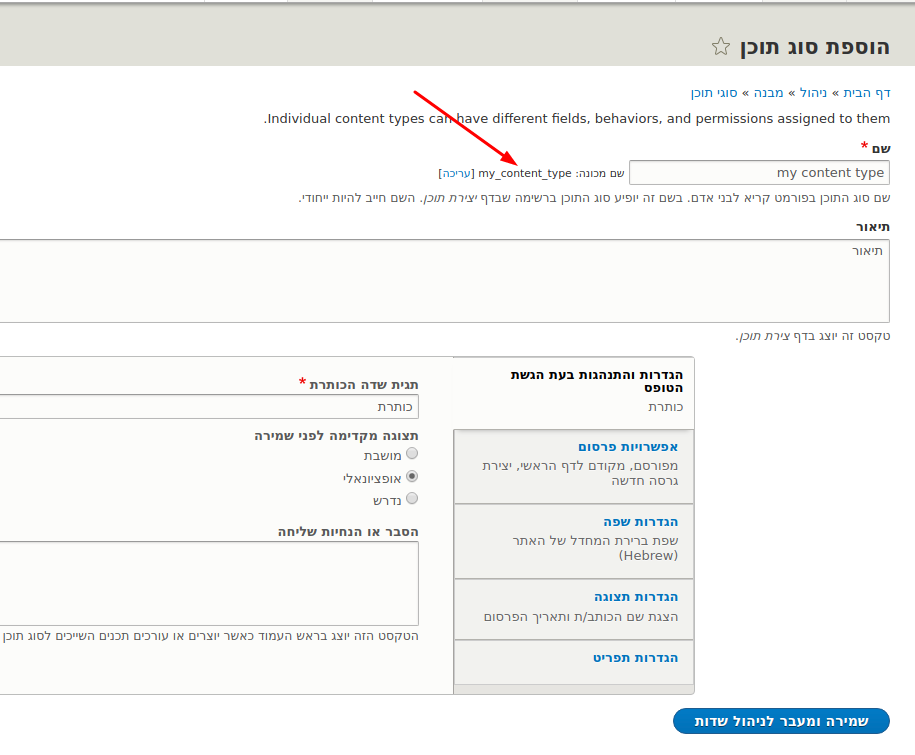 הוספת סוג תוכן
דף הבית » ניהול » מבנה » סוגי תוכן
Individual content types can have different fields, behaviors, and permissions assigned to them.
שם *
my content type
שם מכונה: my_content_type [עריכה]
שם סוג התוכן בפורמט קריא לבני אדם. בשם זה יופיע סוג התוכן ברשימה שבדף יצירת תוכן. השם חייב להיות ייחודי.
תיאור
תיאור
טקסט זה יוצג בדף צירת תוכן.
הגדרות והתנהגות בעת הגשת
הטופס
כותרת
אפשרויות פרסום
מפורסם, מקודם לדף הראשי, יצירת
גרסה חדשה
הגדרות שפה
שפת ברירת המחדל של האתר
(Hebrew)
הגדרות תצוגה
הצגת שם הכותב/ת ותאריך הפרסום
הגדרות תפריט
תגית שדה הכותרת *
כותרת
תצוגה מקדימה לפני שמירה
מושבת
אופציונאלי
נדרש
הסבר או הנחיות שליחה
הטקסט הזה יוצג בראש העמוד כאשר יוצרים או עורכים תכנים השייכים לסוג תוכן
שמירה ומעבר לניהול שדות